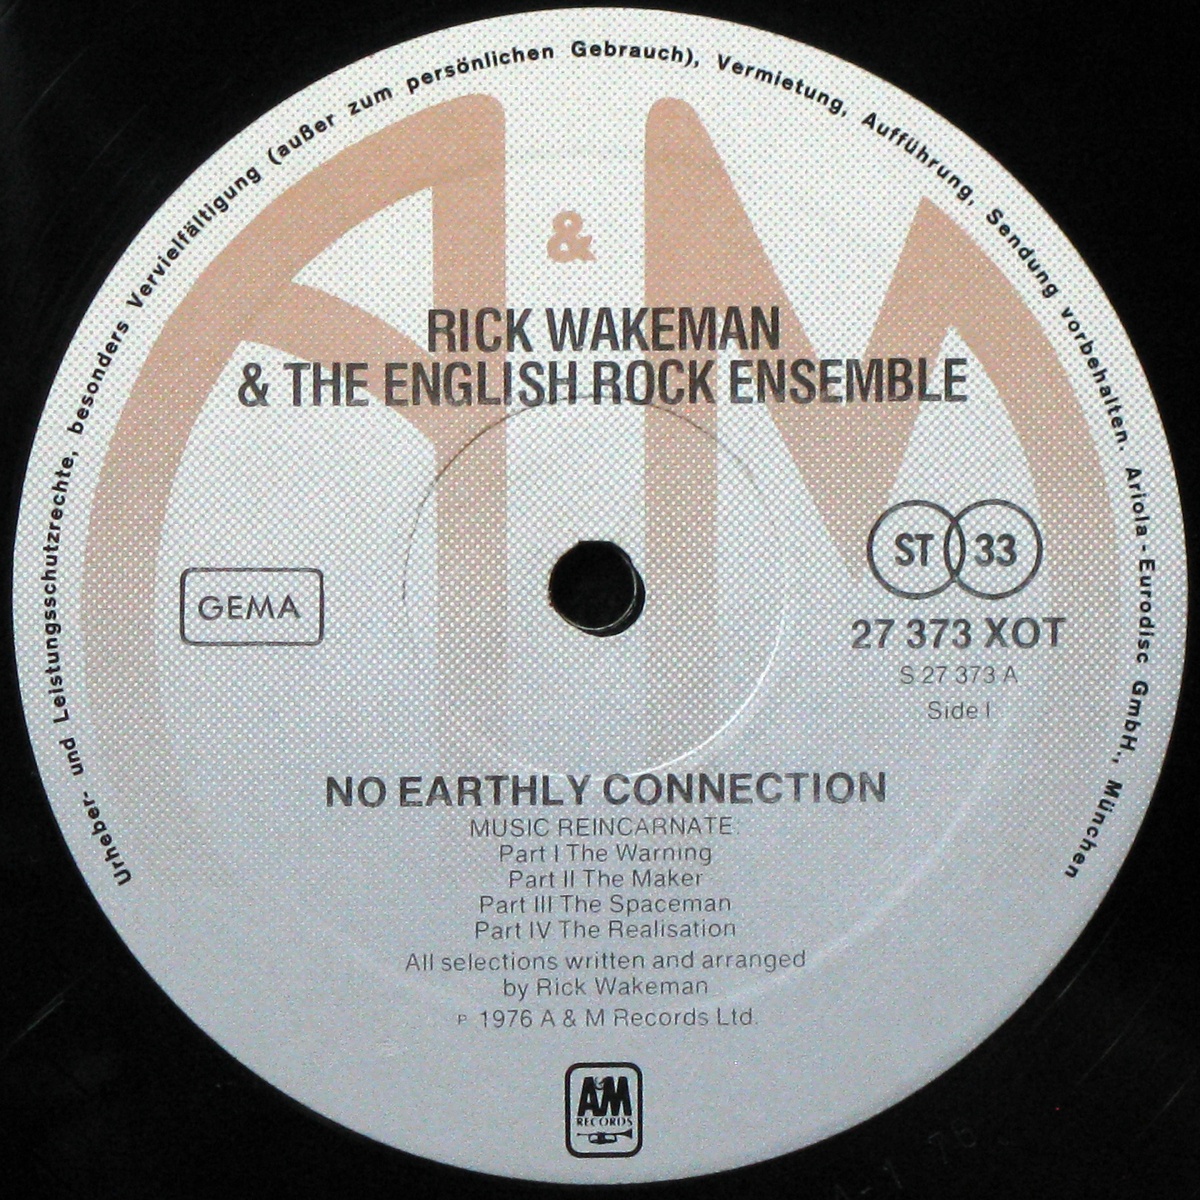 Urheber- und Leistungsschutzrechte, besonders Vervielfältigung (außer zum persönlichen Gebrauch), Vermietung, Aufführung, Sendung vorbehalten. Ariola-Eurodisc GmbH., München
A&M
RICK WAKEMAN
& THE ENGLISH ROCK ENSEMBLE
GEMA
ST 33
27 373 XOT
S 27 373 A
Side I
NO EARTHLY CONNECTION
MUSIC REINCARNATE:
Part I The Warning
Part II The Maker
Part III The Spaceman
Part IV The Realisation
All selections written and arranged
by Rick Wakeman
P 1976 A & M Records Ltd.
A&M
RECORDS